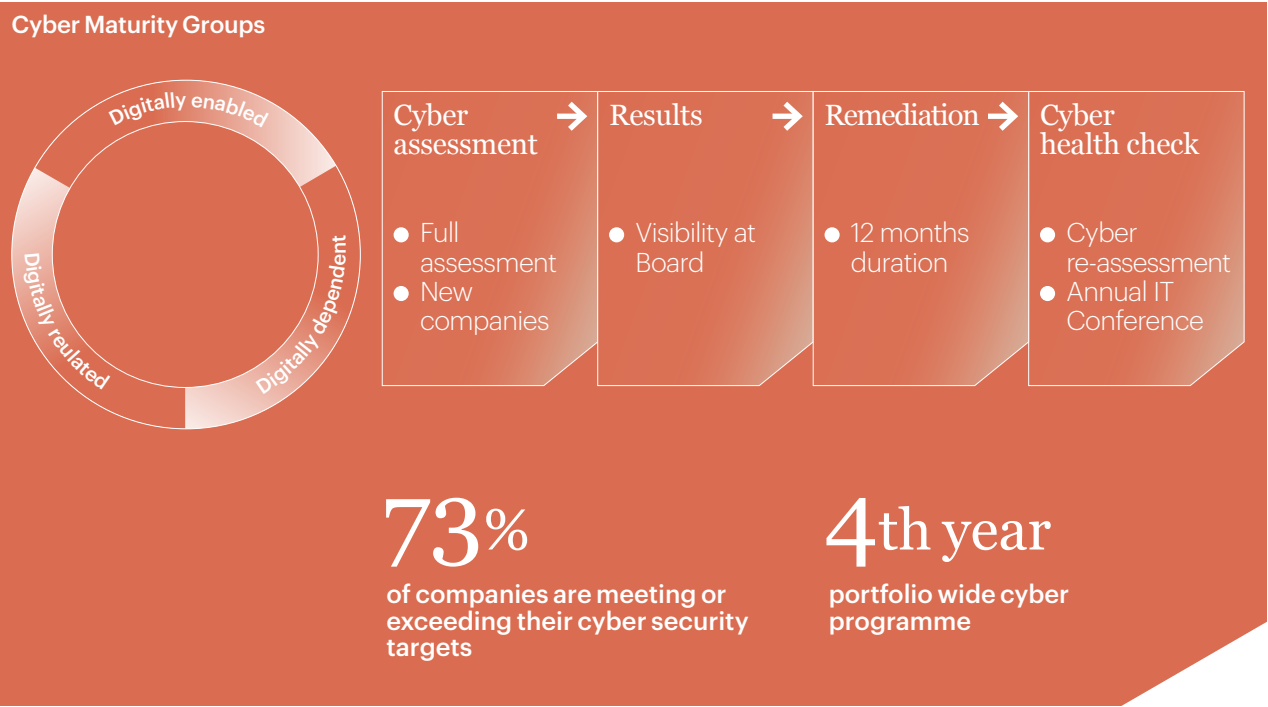 Cyber Maturity Groups
Digitally enabled
Digitally dependent
Digitally reulated
Cyber
assessment
● Full
assessment
● New
companies
Results
● Visibility at
Board
Remediation
● 12 months
duration
Cyber
health check
● Cyber
re-assessment
● Annual IT
Conference
73%
of companies are meeting or
exceeding their cyber security
targets
4th year
portfolio wide cyber
programme